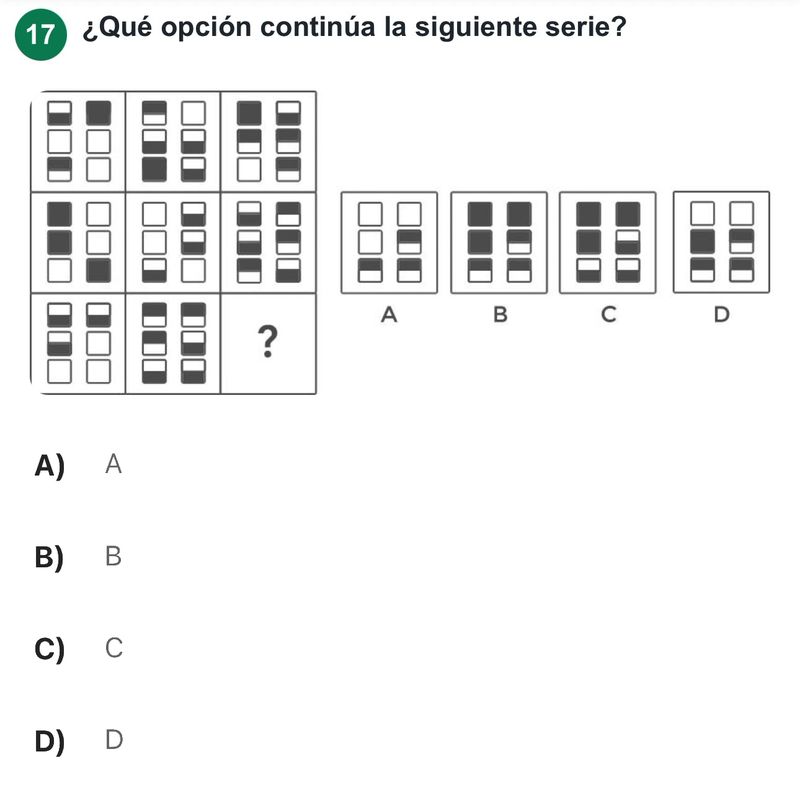 17 ¿Qué opción continúa la siguiente serie?
?
A B C D
A) A
B) B
C) C
D) D